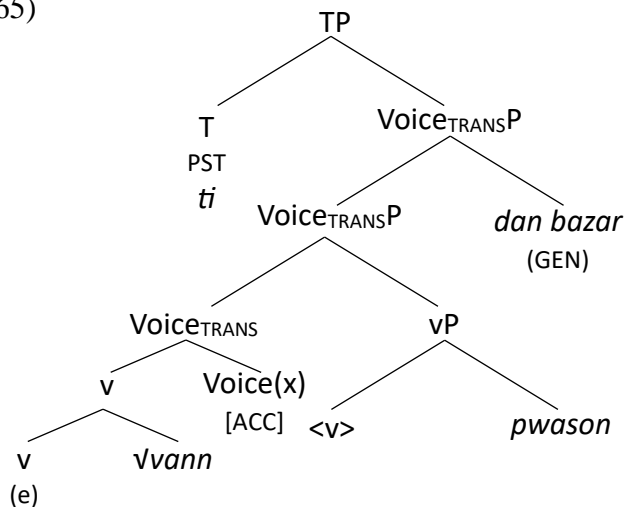 65)
TP
T
VoiceTRANSP
PST
ti
VoiceTRANSP
dan bazar
(GEN)
VoiceTRANS
vP
v
Voice(x)
[ACC]
<v>
pwason
v
√vann
(e)